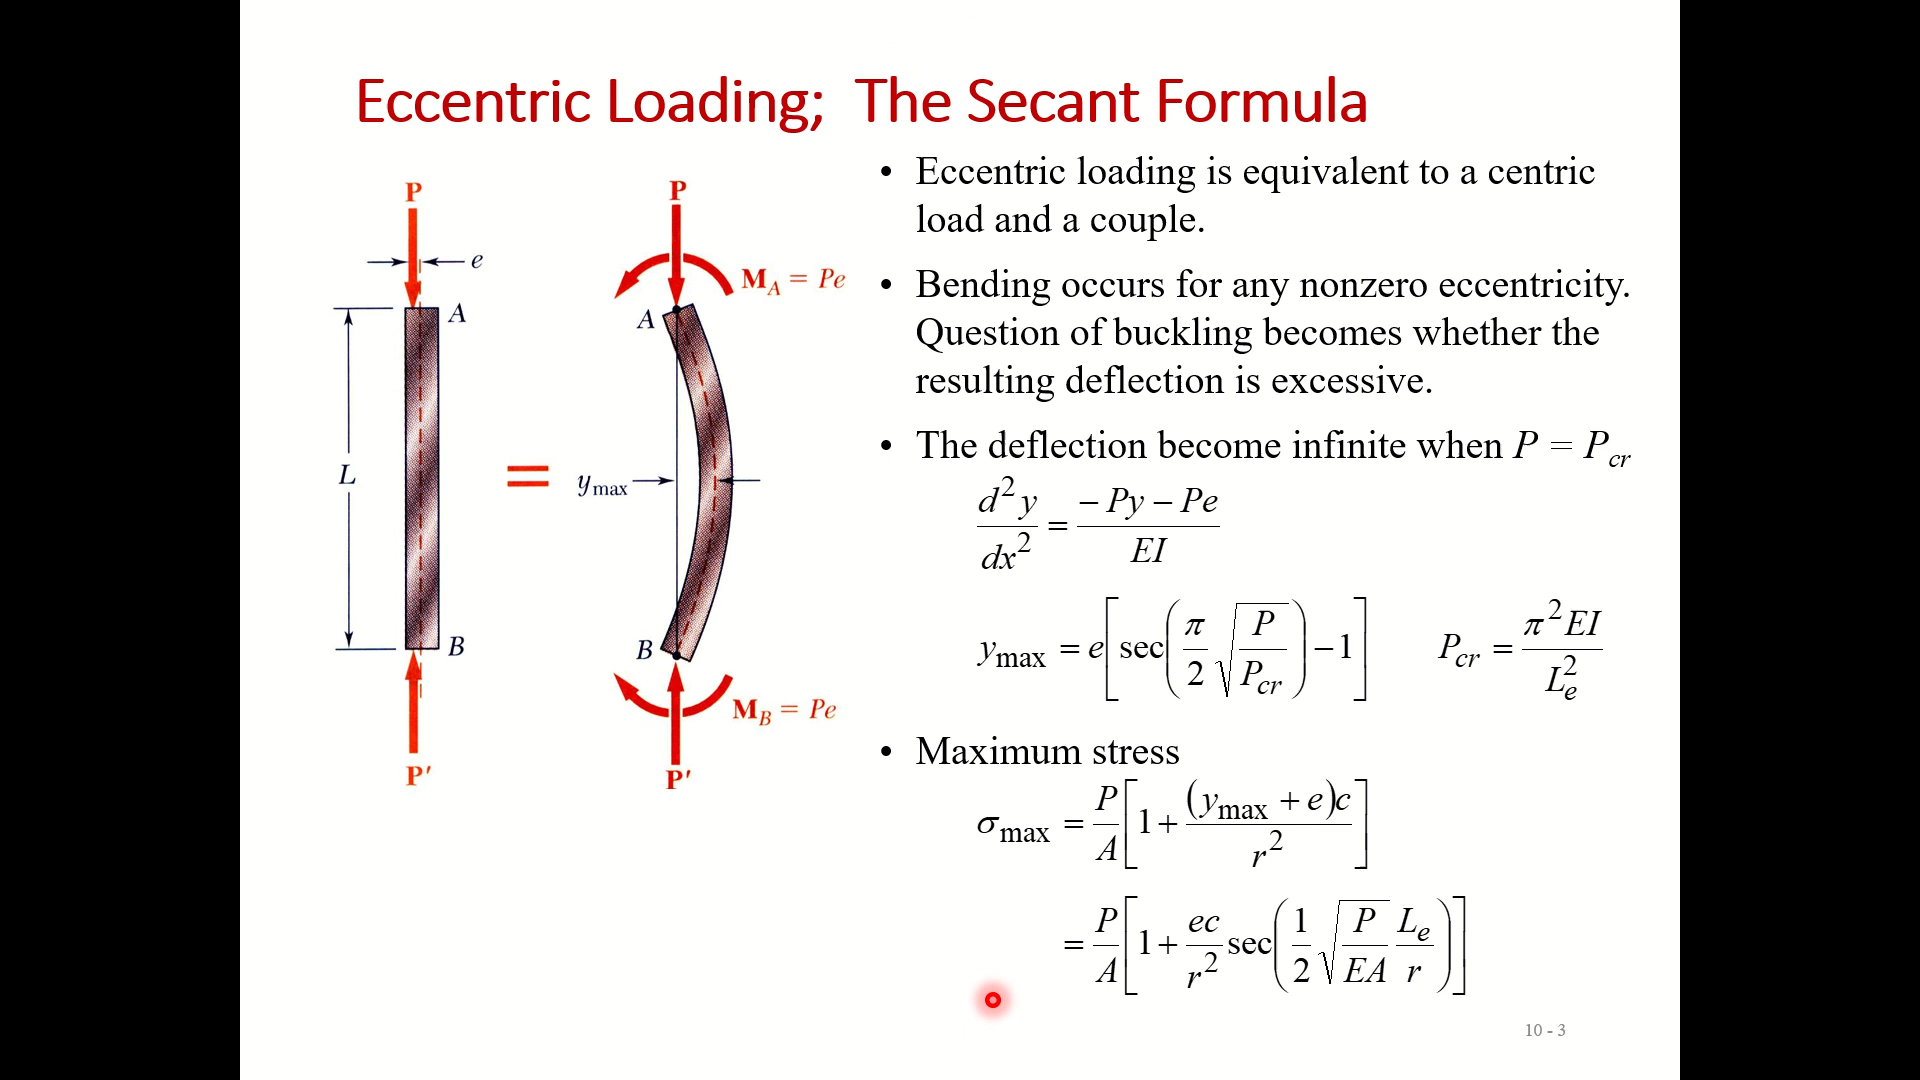 Eccentric Loading;  The Secant Formula
P
e
A
L
B
P′
=
P
M_A = Pe
A
y_max
B
M_B = Pe
P′
• Eccentric loading is equivalent to a centric
load and a couple.
• Bending occurs for any nonzero eccentricity.
Question of buckling becomes whether the
resulting deflection is excessive.
• The deflection become infinite when P = P_cr
d²y/dx² = (− Py − Pe)/EI
y_max = e[sec(π/2 √(P/P_cr)) − 1]   P_cr = π²EI/L_e²
• Maximum stress
σ_max = P/A[1 + (y_max + e)c/r²]
= P/A[1 + ec/r² sec(1/2 √(P/EA) L_e/r)]
10 - 3